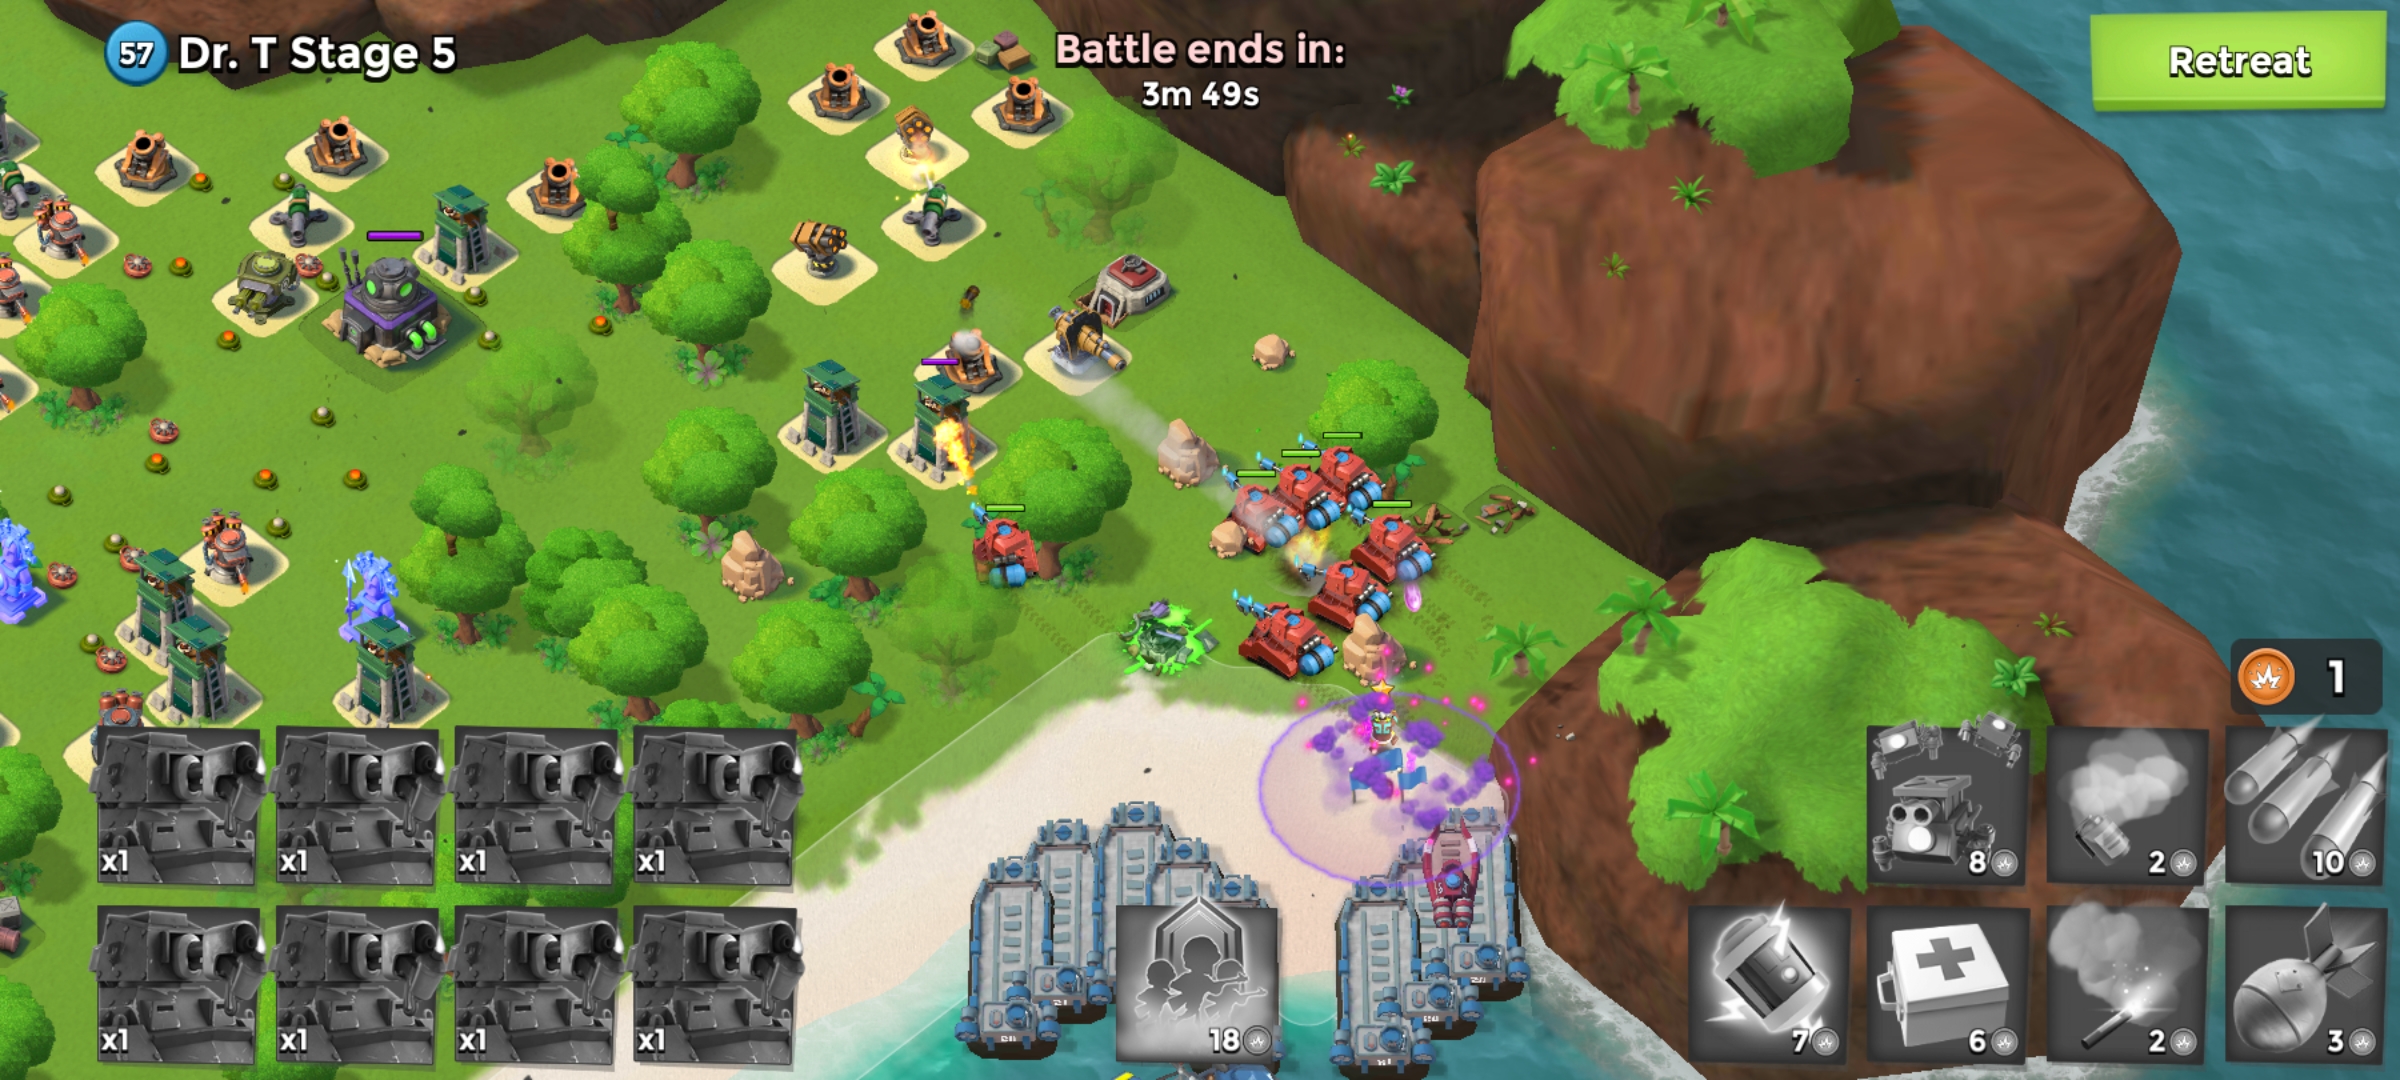 57 Dr. T Stage 5
Battle ends in:
3m 49s
Retreat
1
x1
x1
x1
x1
8
2
10
x1
x1
x1
x1
18
7
6
2
3